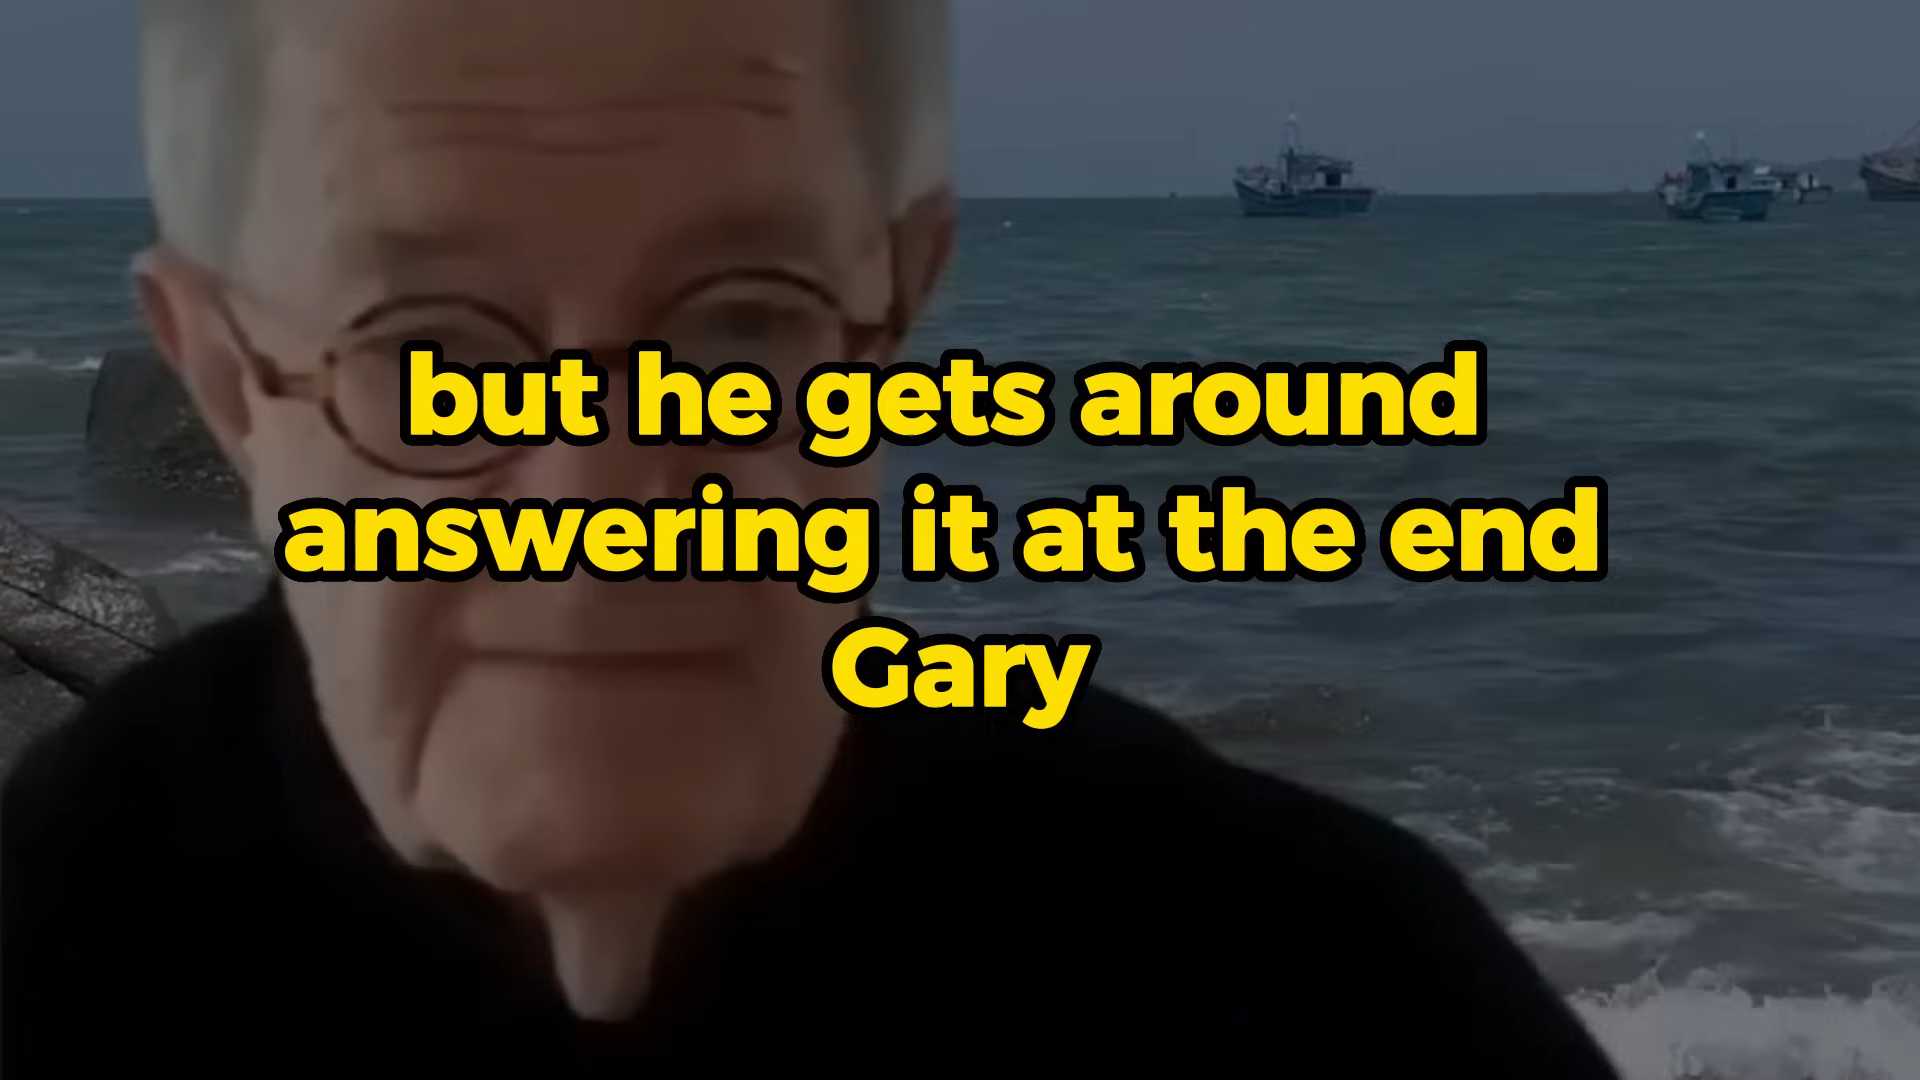 but he gets around
answering it at the end
Gary